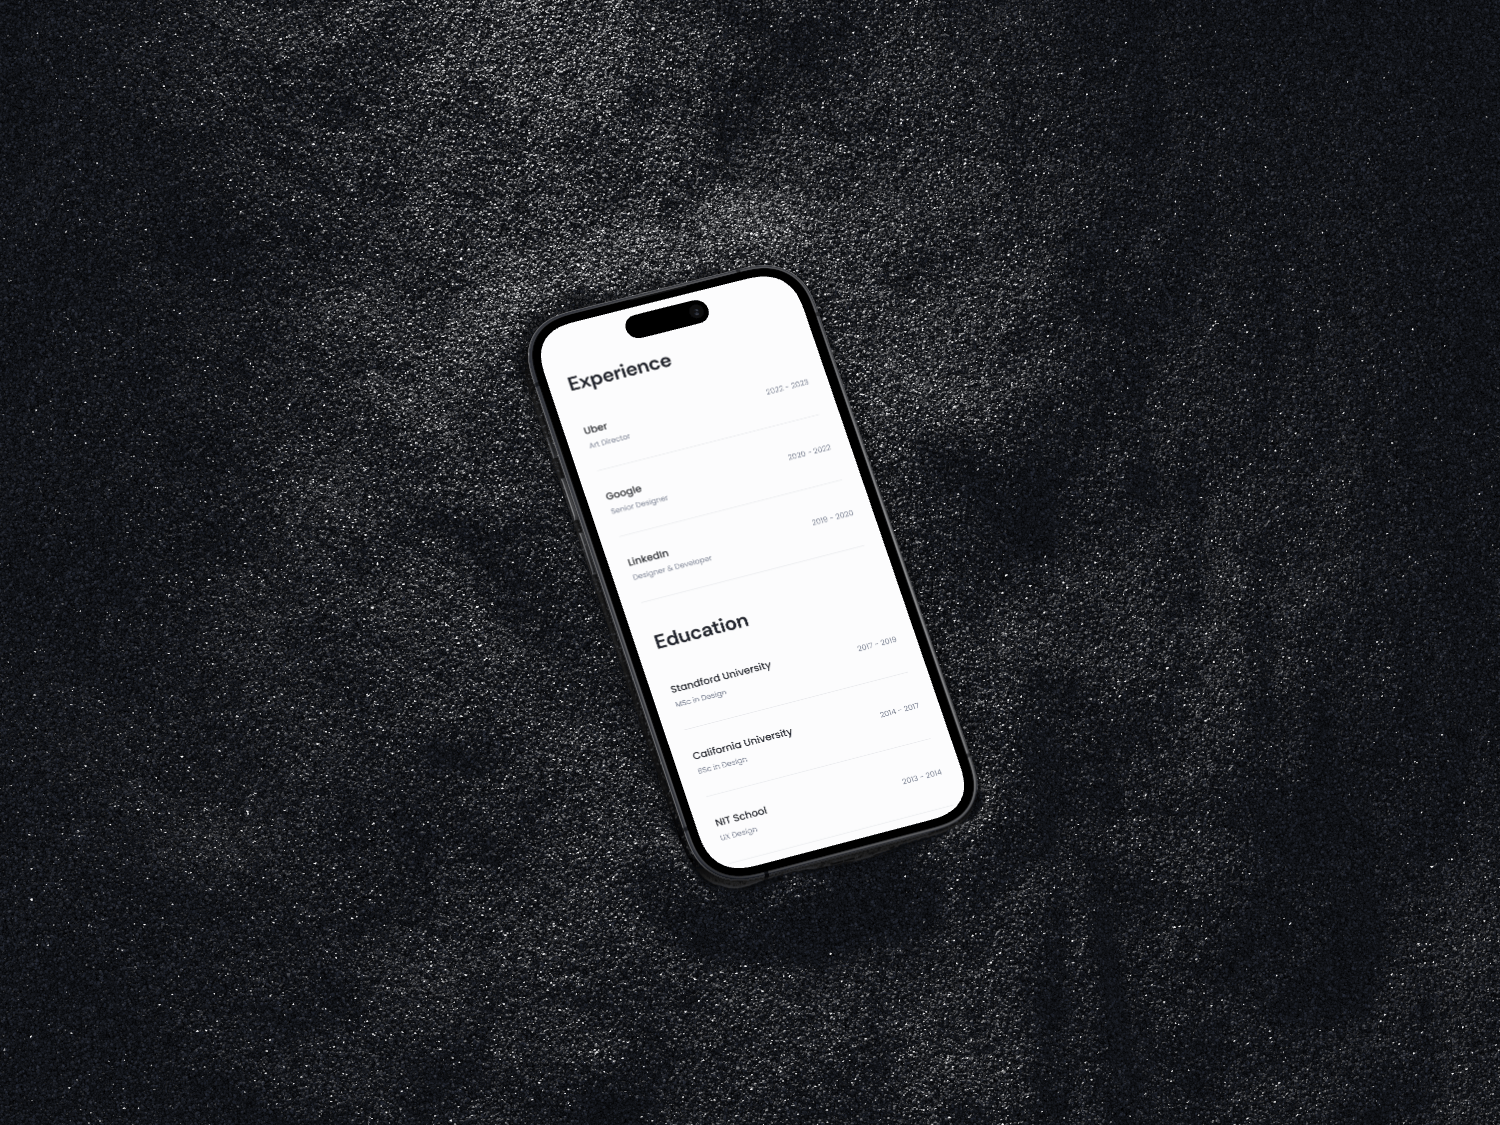 Experience
Uber
Art Director
2022 - 2023
Google
Senior Designer
2020 - 2022
LinkedIn
Designer & Developer
2019 - 2020
Education
Standford University
MSc in Design
2017 - 2019
California University
BSc in Design
2014 - 2017
NIT School
UX Design
2013 - 2014